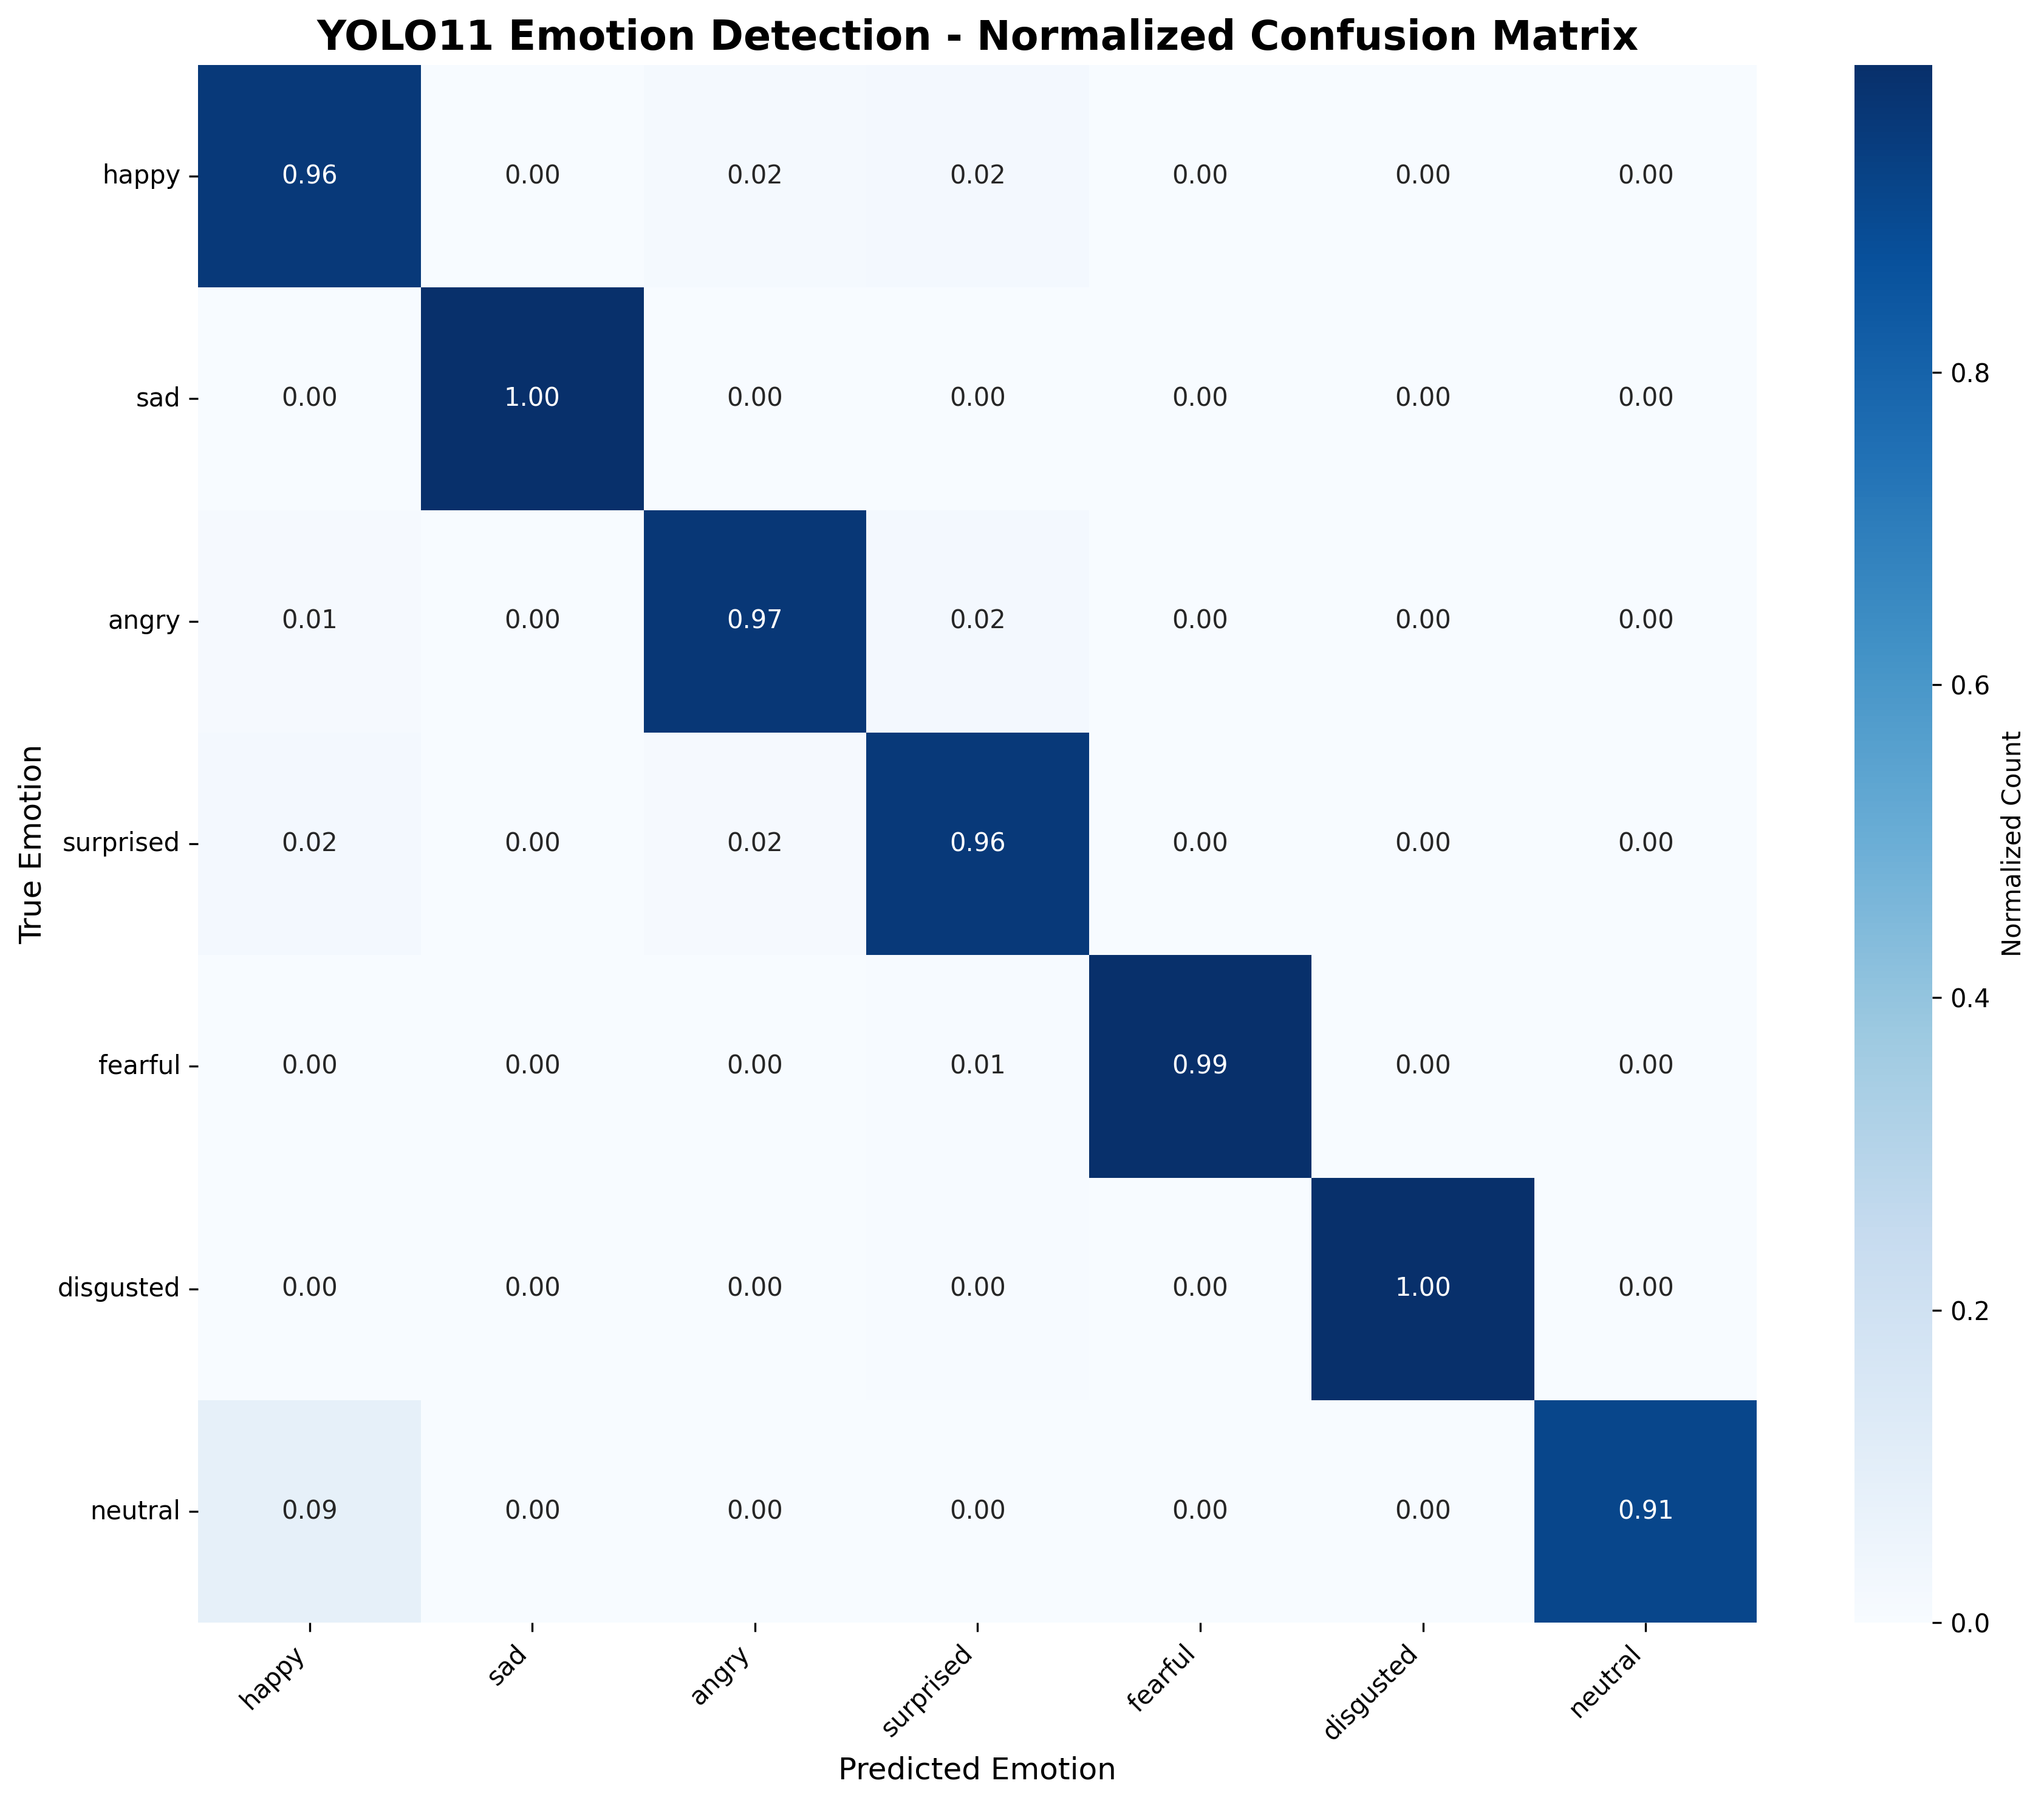 YOLO11 Emotion Detection - Normalized Confusion Matrix
happy 0.96 0.00 0.02 0.02 0.00 0.00 0.00
sad 0.00 1.00 0.00 0.00 0.00 0.00 0.00
angry 0.01 0.00 0.97 0.02 0.00 0.00 0.00
surprised 0.02 0.00 0.02 0.96 0.00 0.00 0.00
fearful 0.00 0.00 0.00 0.01 0.99 0.00 0.00
disgusted 0.00 0.00 0.00 0.00 0.00 1.00 0.00
neutral 0.09 0.00 0.00 0.00 0.00 0.00 0.91
happy sad angry surprised fearful disgusted neutral
Predicted Emotion
True Emotion
0.8
0.6
0.4
0.2
0.0
Normalized Count